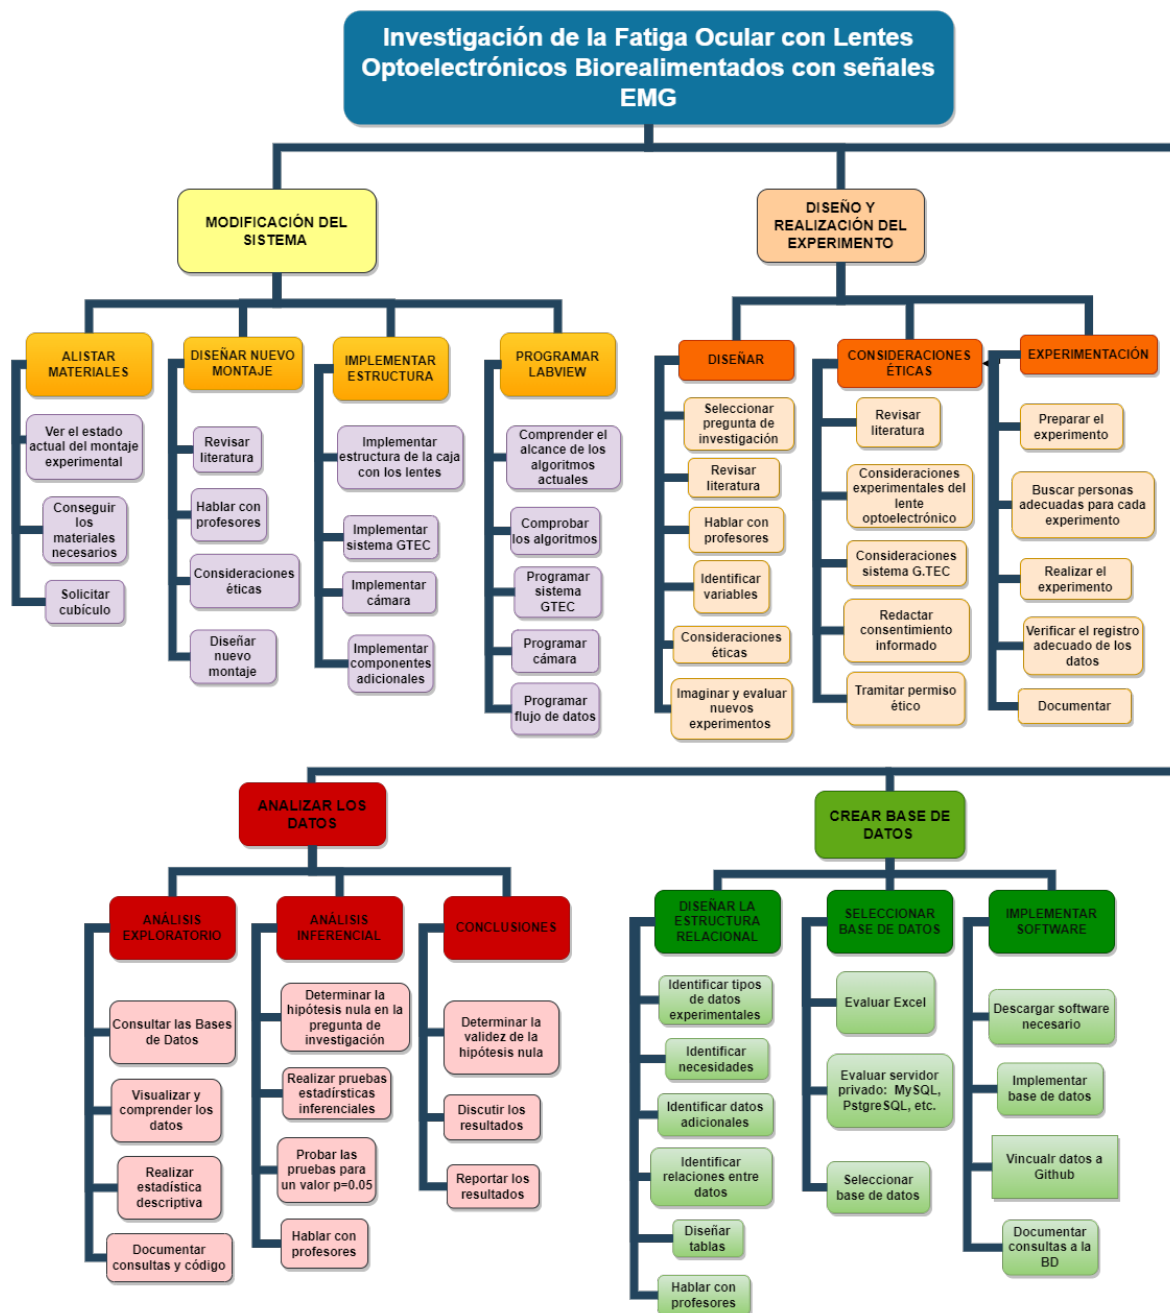 Investigación de la Fatiga Ocular con Lentes
Optoelectrónicos Biorealimentados con señales
EMG
MODIFICACIÓN DEL
SISTEMA
DISEÑO Y
REALIZACIÓN DEL
EXPERIMENTO
ALISTAR
MATERIALES
Ver el estado
actual del montaje
experimental
Conseguir
los
materiales
necesarios
Solicitar
cubículo
DISEÑAR NUEVO
MONTAJE
Revisar
literatura
Hablar con
profesores
Consideraciones
éticas
Diseñar
nuevo
montaje
IMPLEMENTAR
ESTRUCTURA
Implementar
estructura de la caja
con los lentes
Implementar
sistema GTEC
Implementar
cámara
Implementar
componentes
adicionales
PROGRAMAR
LABVIEW
Comprender el
alcance de los
algoritmos
actuales
Comprobar
los algoritmos
Programar
sistema
GTEC
Programar
cámara
Programar
flujo de datos
DISEÑAR
Seleccionar
pregunta de
investigación
Revisar
literatura
Hablar con
profesores
Identificar
variables
Consideraciones
éticas
Imaginar y evaluar
nuevos
experimentos
CONSIDERACIONES
ÉTICAS
Revisar
literatura
Consideraciones
experimentales del
lente
optoelectrónico
Consideraciones
sistema G.TEC
Redactar
consentimiento
informado
Tramitar permiso
ético
EXPERIMENTACIÓN
Preparar el
experimento
Buscar personas
adecuadas para cada
experimento
Realizar el
experimento
Verificar el registro
adecuado de los
datos
Documentar
ANALIZAR LOS
DATOS
CREAR BASE DE
DATOS
ANÁLISIS
EXPLORATORIO
Consultar las Bases
de Datos
Visualizar y
comprender los
datos
Realizar
estadística
descriptiva
Documentar
consultas y código
ANÁLISIS
INFERENCIAL
Determinar la
hipótesis nula en la
pregunta de
investigación
Realizar pruebas
estadírsticas
inferenciales
Probar las
pruebas para
un valor p=0.05
Hablar con
profesores
CONCLUSIONES
Determinar la
validez de la
hipótesis nula
Discutir los
resultados
Reportar los
resultados
DISEÑAR LA
ESTRUCTURA
RELACIONAL
Identificar tipos
de datos
experimentales
Identificar
necesidades
Identificar datos
adicionales
Identificar
relaciones entre
datos
Diseñar
tablas
Hablar con
profesores
SELECCIONAR
BASE DE DATOS
Evaluar Excel
Evaluar servidor
privado: MySQL,
PstgreSQL, etc.
Seleccionar
base de datos
IMPLEMENTAR
SOFTWARE
Descargar software
necesario
Implementar
base de datos
Vincualr datos a
Github
Documentar
consultas a la
BD